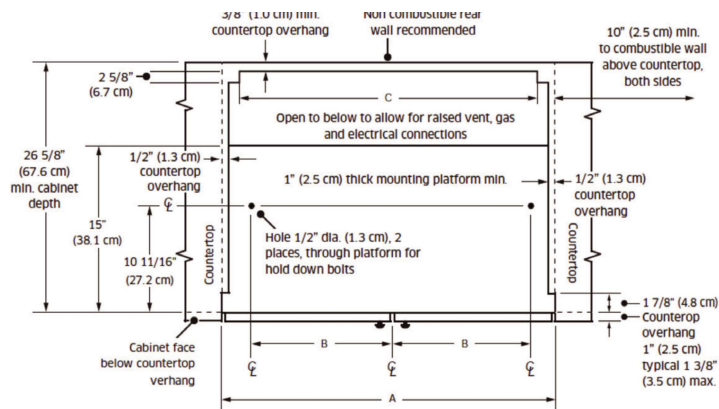 3/8" (1.0 cm) min.
countertop overhang
Non combustible rear
wall recommended
10" (2.5 cm) min.
to combustible wall
above countertop,
both sides
2 5/8"
(6.7 cm)
C
Open to below to allow for raised vent, gas
and electrical connections
26 5/8"
(67.6 cm)
min. cabinet
depth
1/2" (1.3 cm)
countertop
overhang
1" (2.5 cm) thick mounting platform min.
1/2" (1.3 cm)
countertop
overhang
15"
(38.1 cm)
℄
10 11/16"
(27.2 cm)
Hole 1/2" dia. (1.3 cm), 2
places, through platform for
hold down bolts
Countertop
Countertop
1 7/8" (4.8 cm)
Counterop
overhang
1" (2.5 cm)
typical 1 3/8"
(3.5 cm) max.
Cabinet face
below countertop
verhang
B
B
℄
℄
℄
A